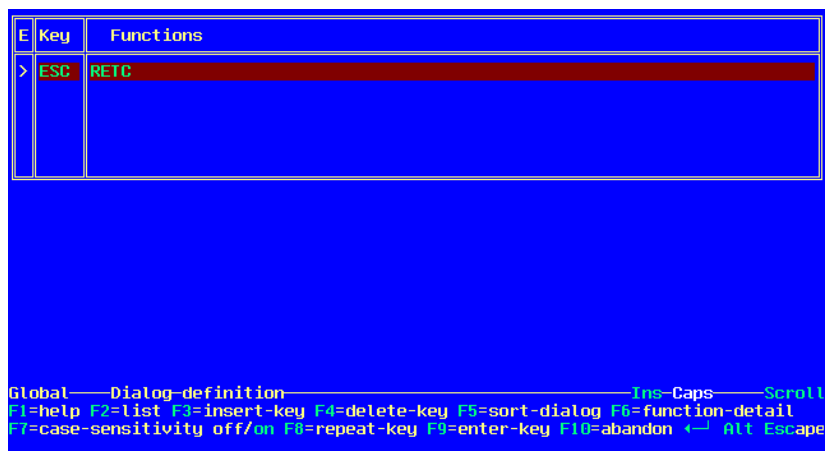 E Key Functions
> ESC RETC
Global Dialog-definition Ins-Caps Scroll
F1=help F2=list F3=insert-key F4=delete-key F5=sort-dialog F6=function-detail
F7=case-sensitivity off/on F8=repeat-key F9=enter-key F10=abandon ◄─┘ Alt Escape